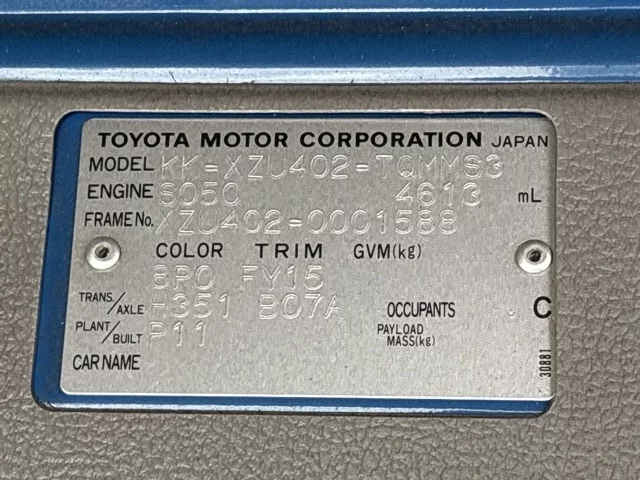 TOYOTA MOTOR CORPORATION JAPAN
MODEL KK-XZU402-TQMMS3
ENGINE S050 4613 mL
FRAME No. XZU402-0001588
COLOR TRIM GVM(kg)
8P0 FY15
TRANS./AXLE H351 B07A OCCUPANTS C
PLANT/BUILT P11 PAYLOAD MASS(kg)
CAR NAME
30881